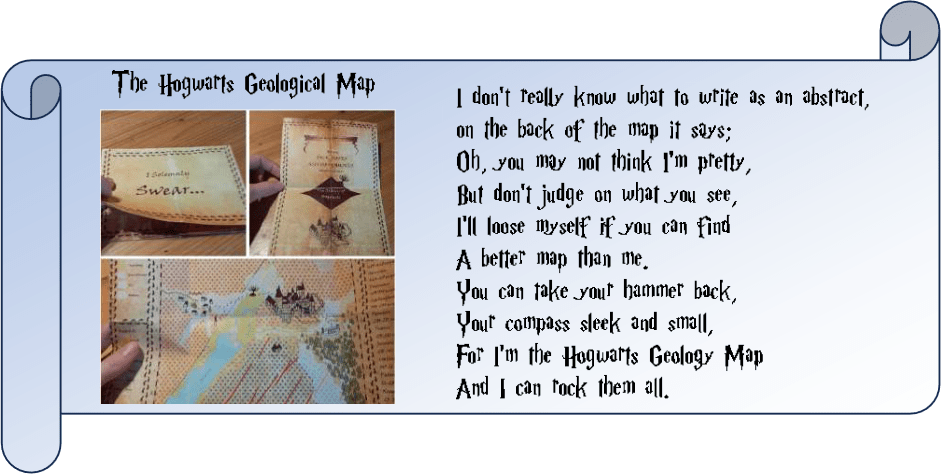 The Hogwarts Geological Map
I Solemnly
Swear...
I don't really know what to write as an abstract,
on the back of the map it says;
Oh, you may not think I'm pretty,
But don't judge on what you see,
I'll loose myself if you can find
A better map than me.
You can take your hammer back,
Your compass sleek and small,
For I'm the Hogwarts Geology Map
And I can rock them all.